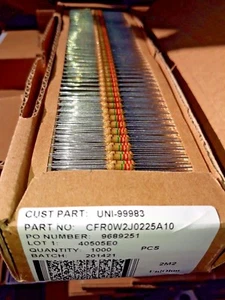 CUST PART: UNI-99983
PART NO: CFR0W2J0225A10
PO NUMBER: 9689251
LOT 1: 40505E0
QUANTITY: 1000 PCS
BATCH: 201421
2M2